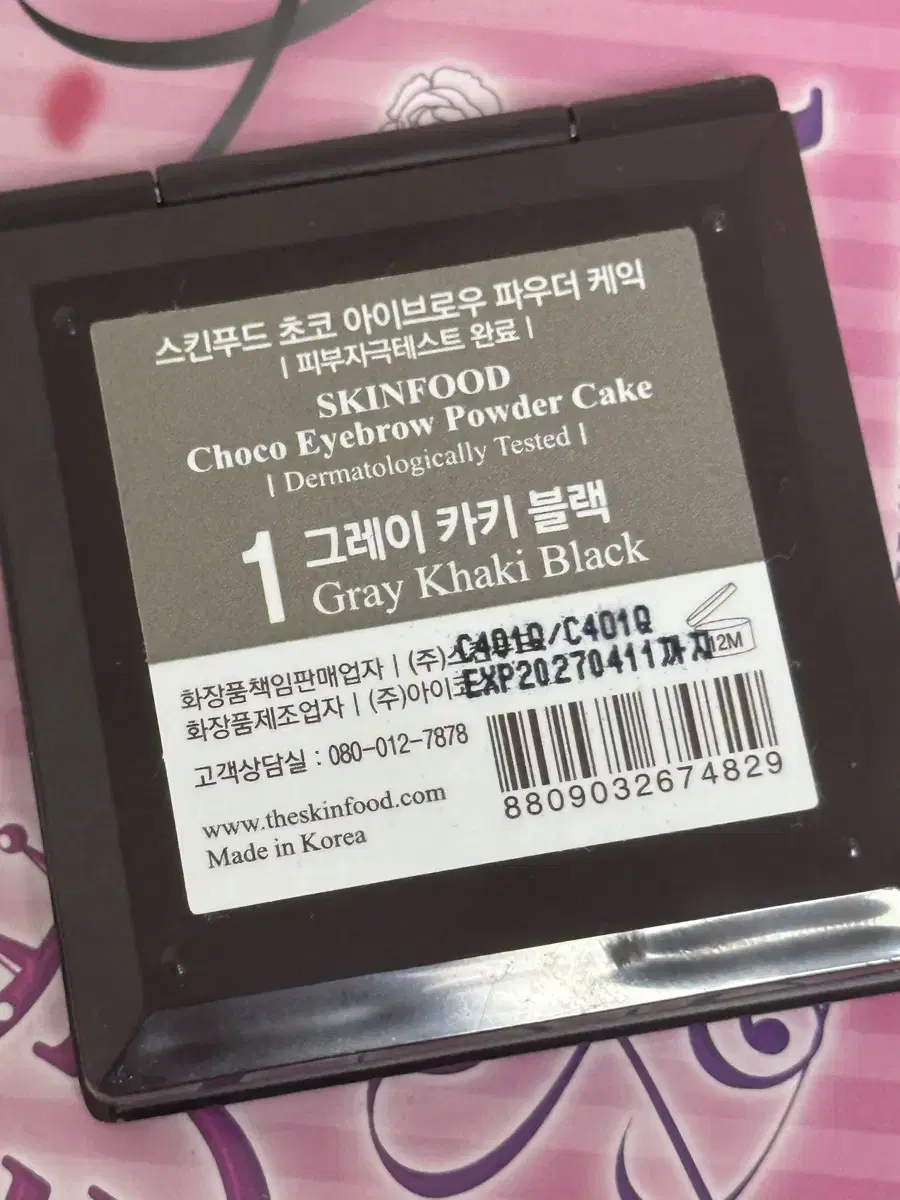 스킨푸드 초코 아이브로우 파우더 케익
| 피부자극테스트 완료 |
SKINFOOD
Choco Eyebrow Powder Cake
| Dermatologically Tested |
1 그레이 카키 블랙
Gray Khaki Black
C401Q/C401Q
EXP20270411까지
12M
화장품책임판매업자 | (주)
화장품제조업자 | (주)아이코
고객상담실 : 080-012-7878
www.theskinfood.com
Made in Korea
8809032674829